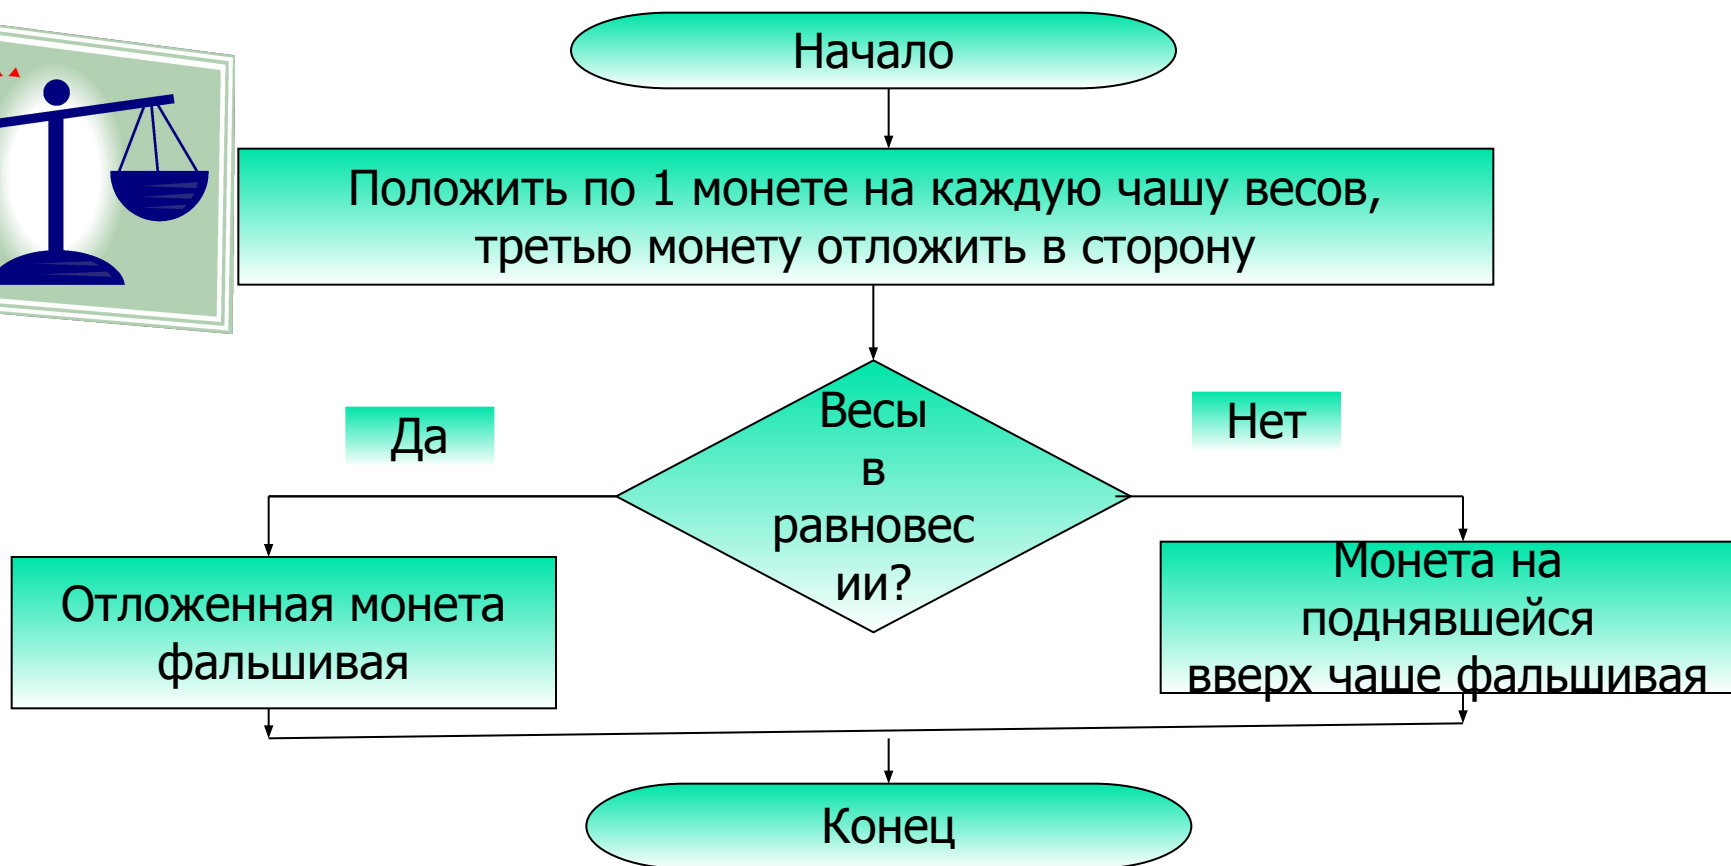 Начало
Положить по 1 монете на каждую чашу весов,
третью монету отложить в сторону
Весы
в
равновес
ии?
Да
Нет
Отложенная монета
фальшивая
Монета на
поднявшейся
вверх чаше фальшивая
Конец